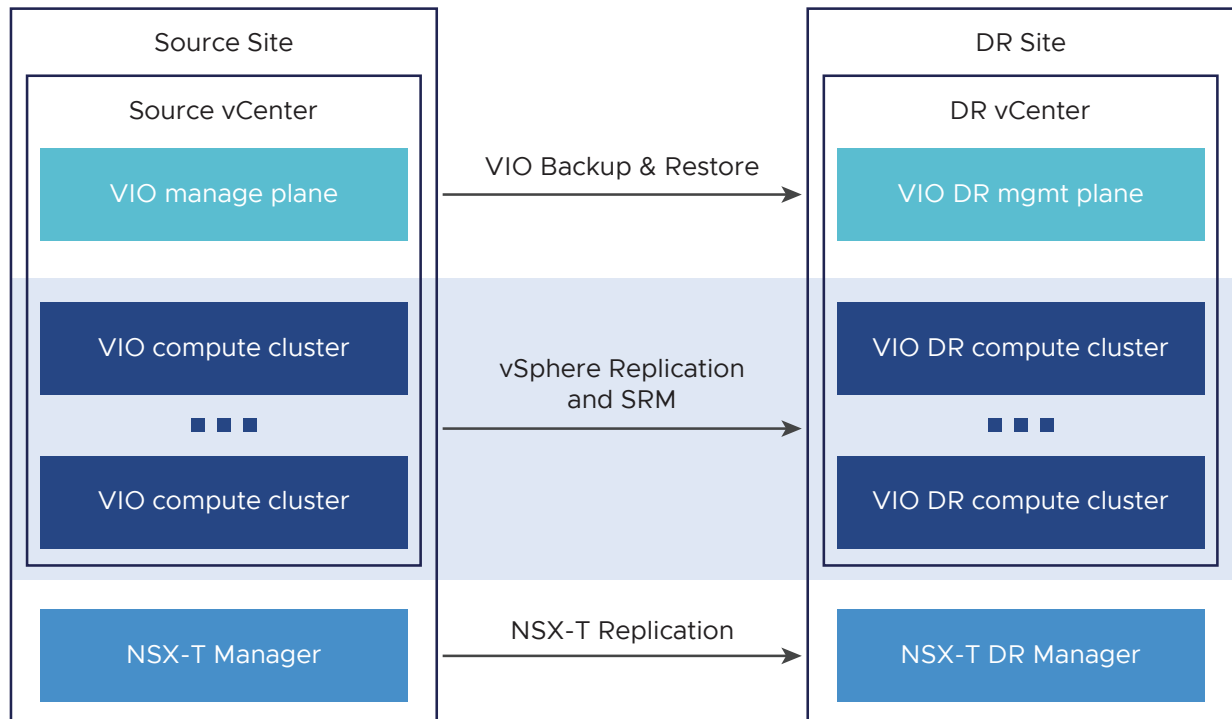 Source Site
Source vCenter
VIO manage plane
VIO compute cluster
VIO compute cluster
NSX-T Manager
VIO Backup & Restore
vSphere Replication
and SRM
NSX-T Replication
DR Site
DR vCenter
VIO DR mgmt plane
VIO DR compute cluster
VIO DR compute cluster
NSX-T DR Manager